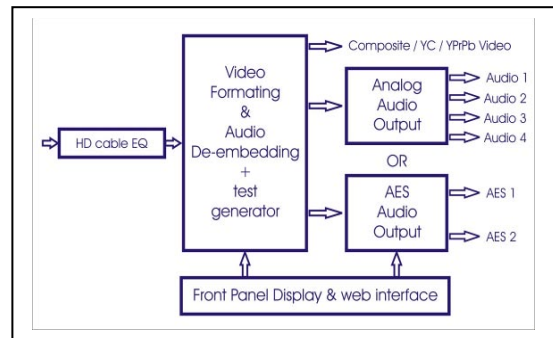 Composite / YC / YPrPb Video
Video
Formating
&
Audio
De-embedding
+
test
generator
HD cable EQ
Analog
Audio
Output
Audio 1
Audio 2
Audio 3
Audio 4
OR
AES
Audio
Output
AES 1
AES 2
Front Panel Display & web interface